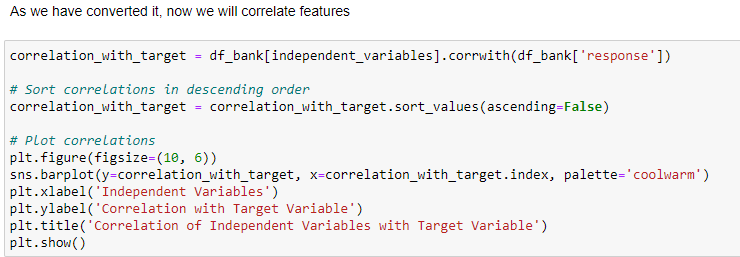 As we have converted it, now we will correlate features
correlation_with_target = df_bank[independent_variables].corrwith(df_bank['response'])
# Sort correlations in descending order
correlation_with_target = correlation_with_target.sort_values(ascending=False)
# Plot correlations
plt.figure(figsize=(10, 6))
sns.barplot(y=correlation_with_target, x=correlation_with_target.index, palette='coolwarm')
plt.xlabel('Independent Variables')
plt.ylabel('Correlation with Target Variable')
plt.title('Correlation of Independent Variables with Target Variable')
plt.show()